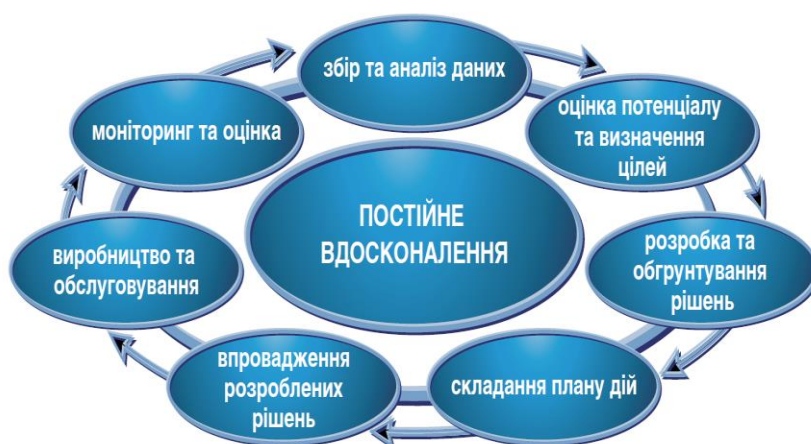 збір та аналіз даних
оцінка потенціалу
та визначення
цілей
розробка та
обгрунтування
рішень
складання плану дій
впровадження
розроблених
рішень
виробництво та
обслуговування
моніторинг та оцінка
ПОСТІЙНЕ
ВДОСКОНАЛЕННЯ